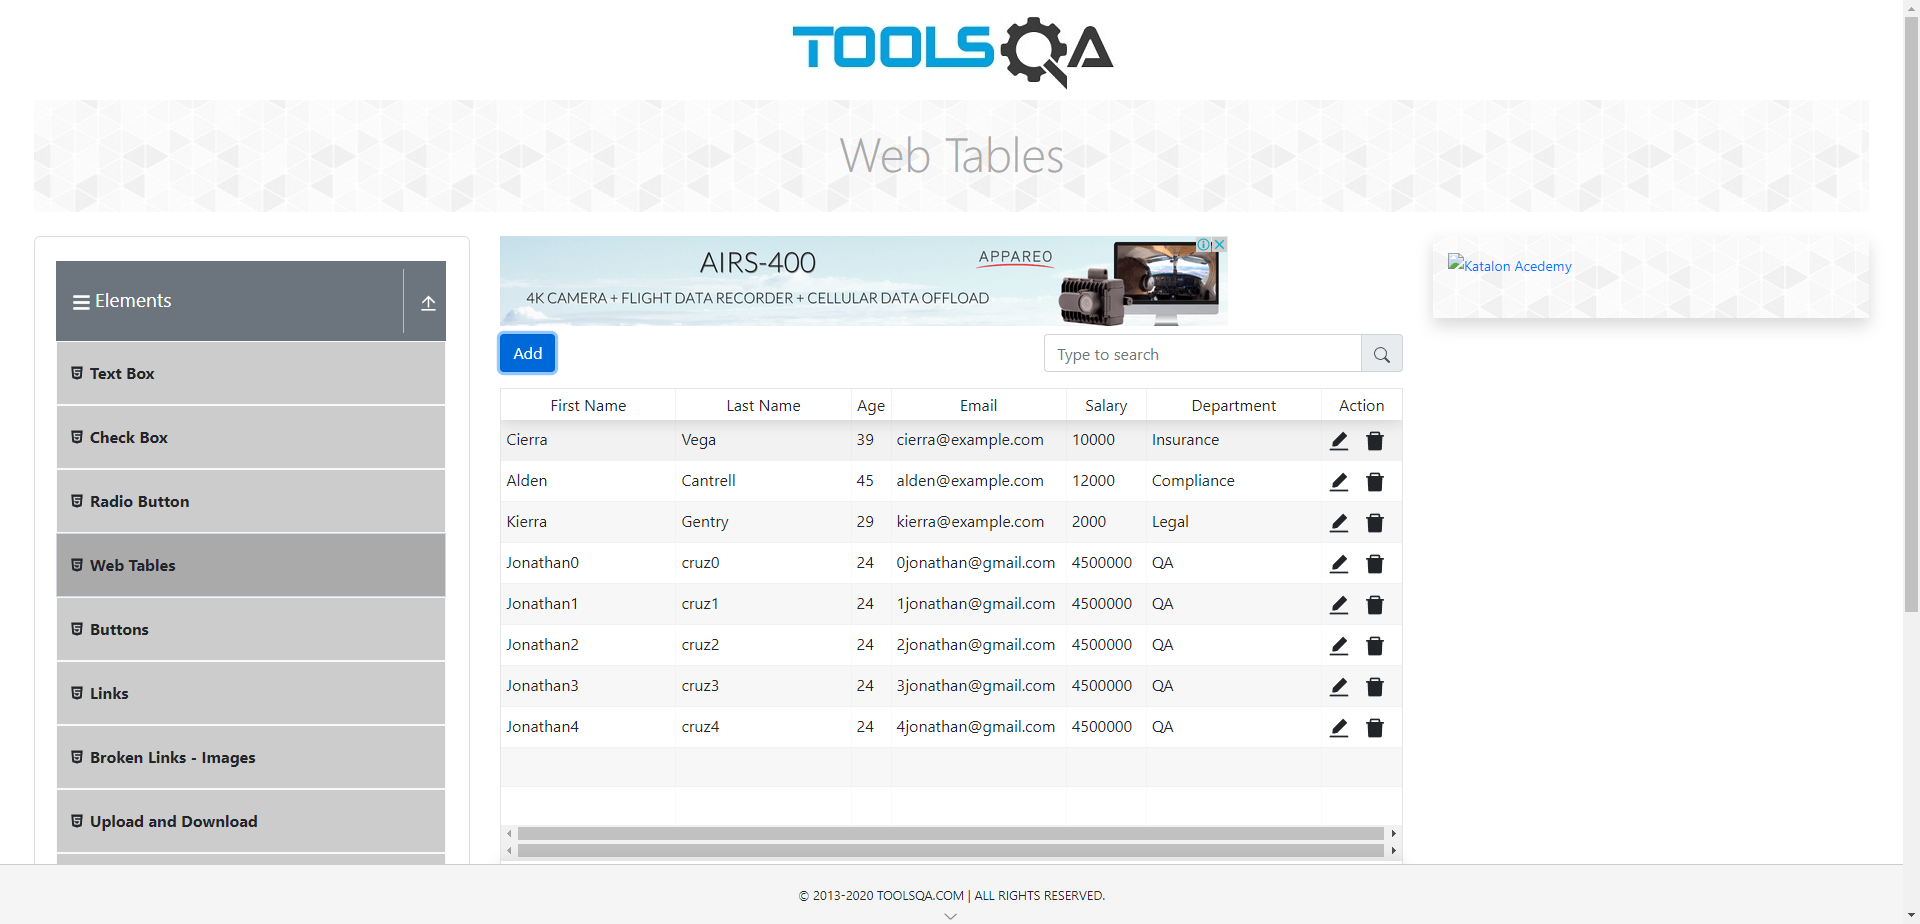 TOOLSQA
Web Tables
Elements
Text Box
Check Box
Radio Button
Web Tables
Buttons
Links
Broken Links - Images
Upload and Download
AIRS-400
APPAREO
4K CAMERA + FLIGHT DATA RECORDER + CELLULAR DATA OFFLOAD
Add
Type to search
First Name Last Name Age Email Salary Department Action
Cierra Vega 39 cierra@example.com 10000 Insurance
Alden Cantrell 45 alden@example.com 12000 Compliance
Kierra Gentry 29 kierra@example.com 2000 Legal
Jonathan0 cruz0 24 0jonathan@gmail.com 4500000 QA
Jonathan1 cruz1 24 1jonathan@gmail.com 4500000 QA
Jonathan2 cruz2 24 2jonathan@gmail.com 4500000 QA
Jonathan3 cruz3 24 3jonathan@gmail.com 4500000 QA
Jonathan4 cruz4 24 4jonathan@gmail.com 4500000 QA
Katalon Acedemy
© 2013-2020 TOOLSQA.COM | ALL RIGHTS RESERVED.